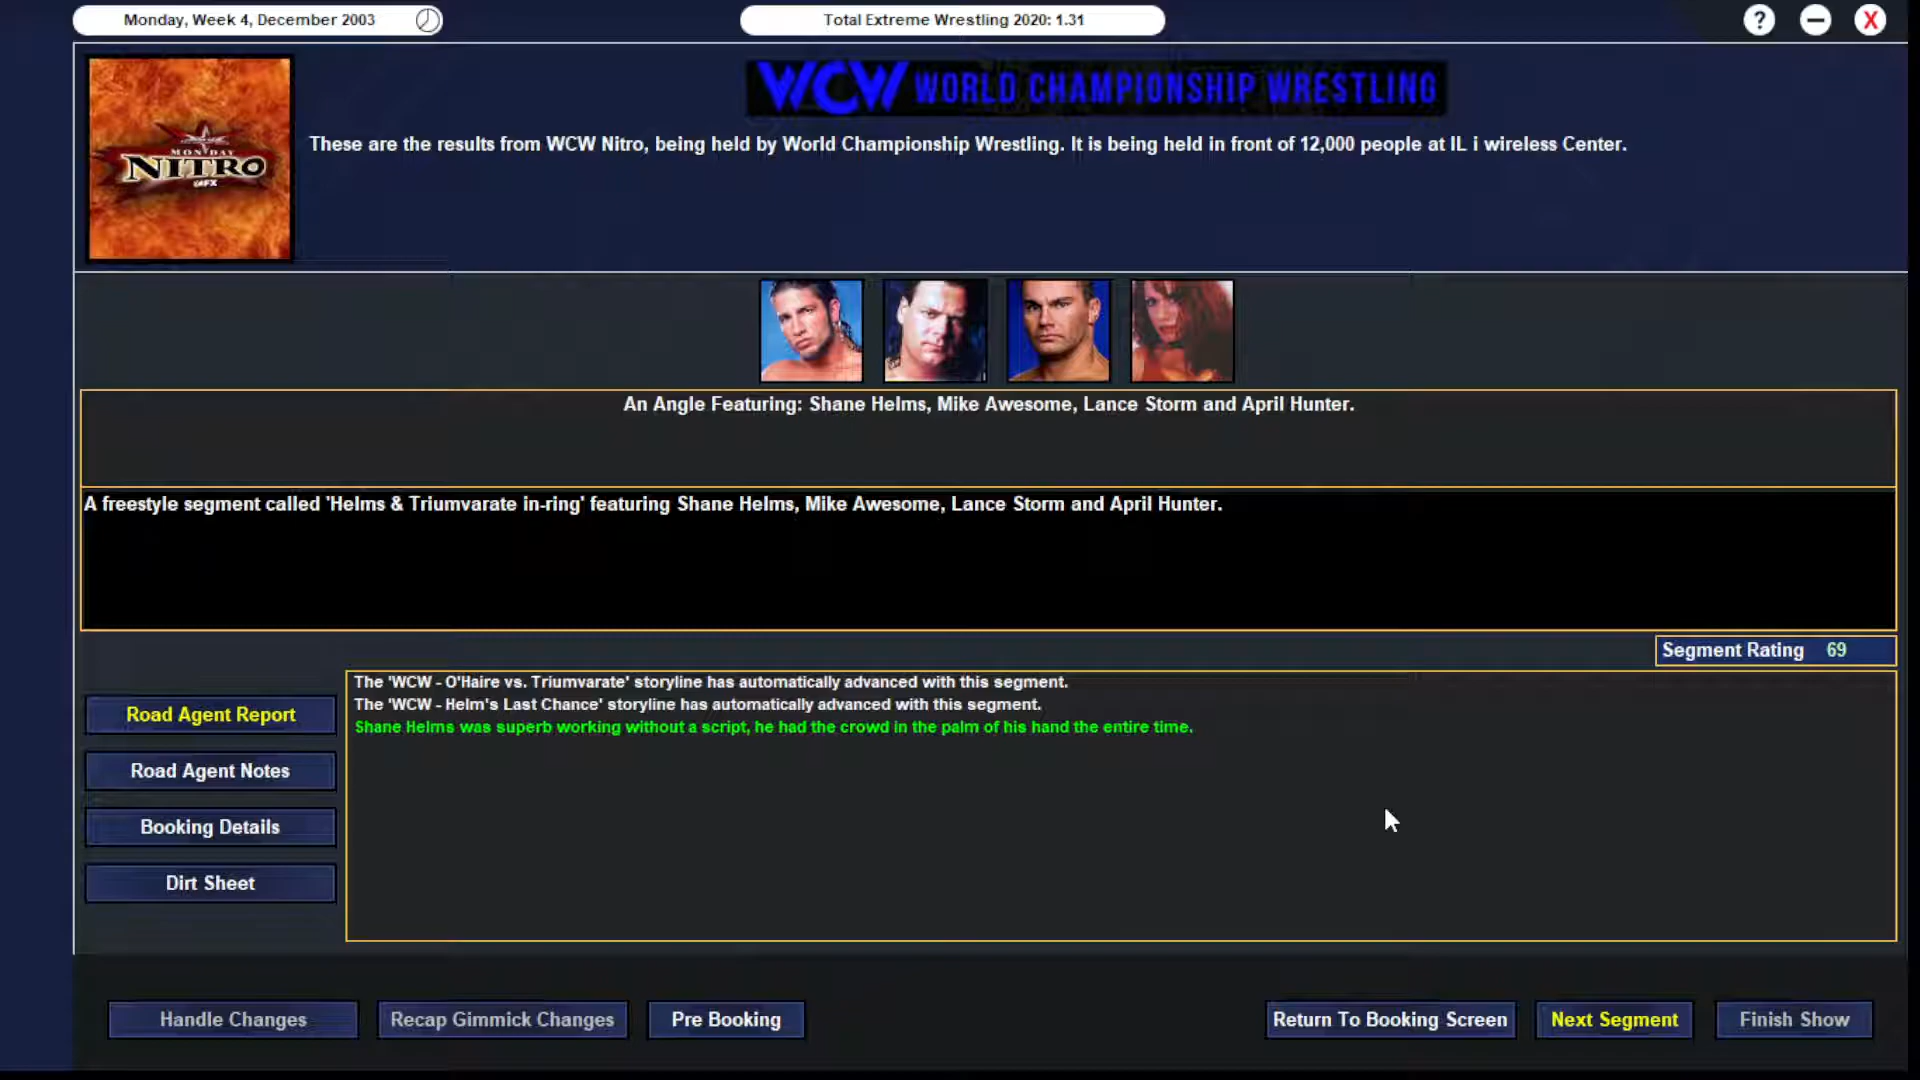 Monday, Week 4, December 2003
Total Extreme Wrestling 2020: 1.31
?
X
WCW WORLD CHAMPIONSHIP WRESTLING
MONDAY
NITRO
These are the results from WCW Nitro, being held by World Championship Wrestling. It is being held in front of 12,000 people at IL i wireless Center.
An Angle Featuring: Shane Helms, Mike Awesome, Lance Storm and April Hunter.
A freestyle segment called 'Helms & Triumvarate in-ring' featuring Shane Helms, Mike Awesome, Lance Storm and April Hunter.
Segment Rating 69
The 'WCW - O'Haire vs. Triumvarate' storyline has automatically advanced with this segment.
The 'WCW - Helm's Last Chance' storyline has automatically advanced with this segment.
Shane Helms was superb working without a script, he had the crowd in the palm of his hand the entire time.
Road Agent Report
Road Agent Notes
Booking Details
Dirt Sheet
Handle Changes
Recap Gimmick Changes
Pre Booking
Return To Booking Screen
Next Segment
Finish Show